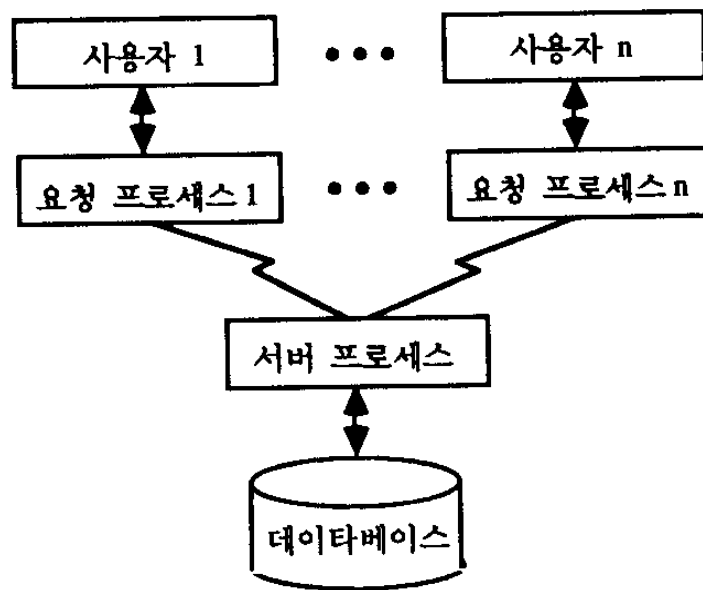 사용자 1 ••• 사용자 n
요청 프로세스 1 ••• 요청 프로세스 n
서버 프로세스
데이타베이스